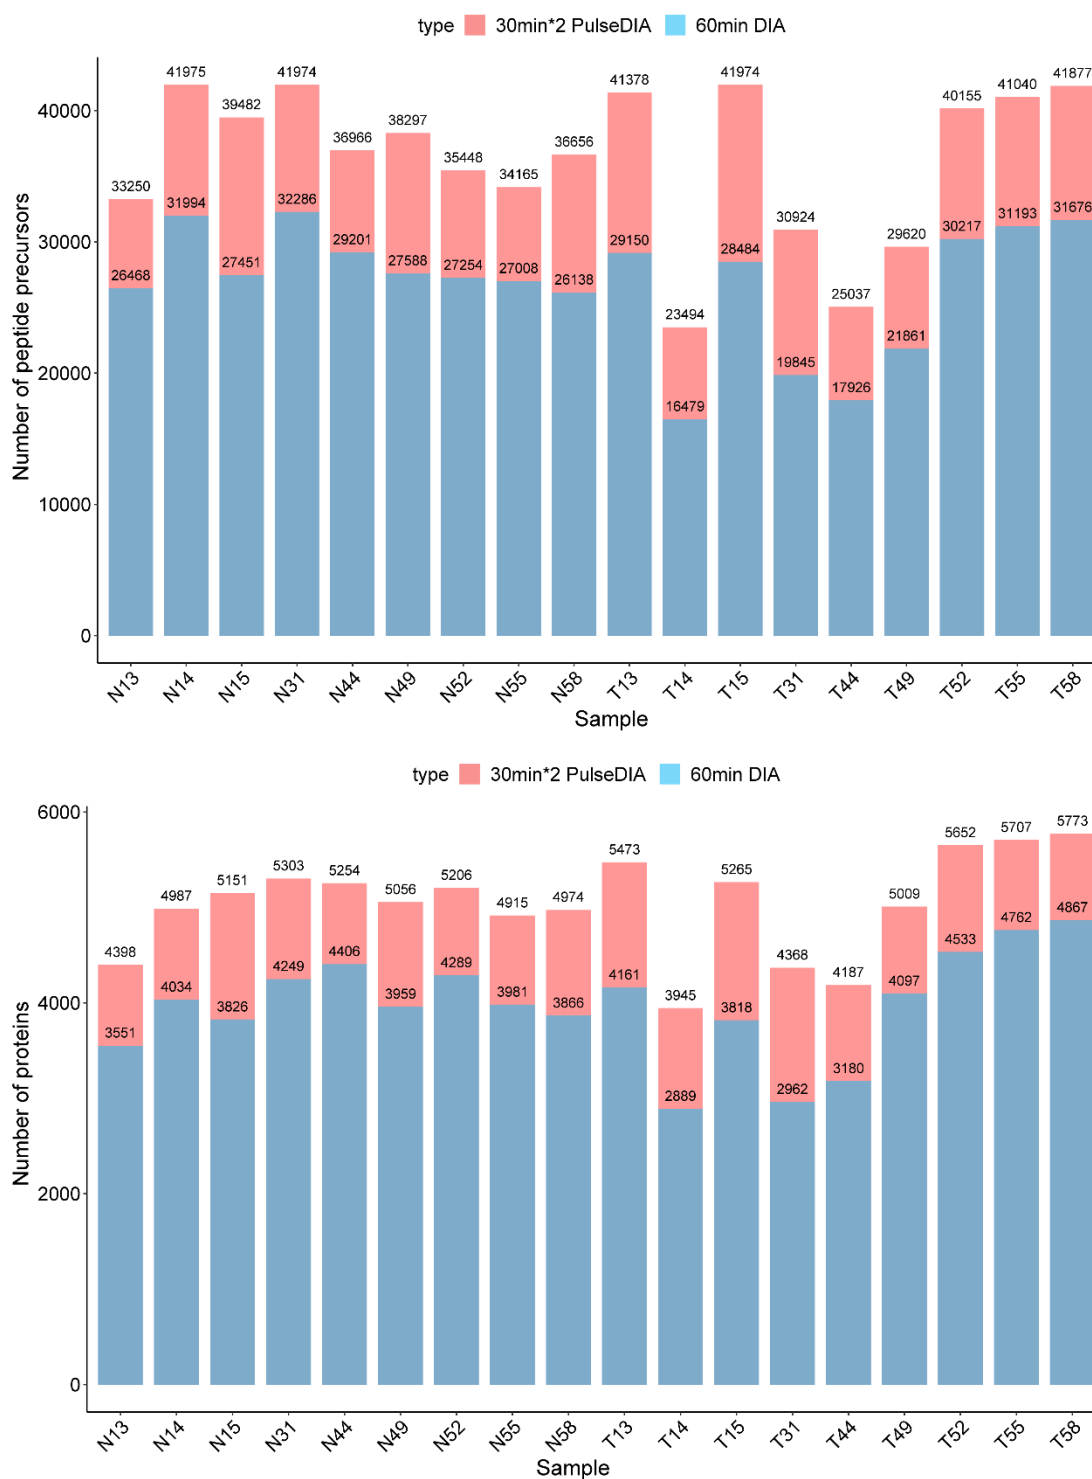 type 30min*2 PulseDIA 60min DIA
41975 41974 41378 41974 40155 41040 41877
39482 38297
40000
36966 35448 34165 36656
33250
31994 32286 30924 31193 31676
30000
29201 29150 29620 30217
26468 27451 27588 27254 27008 26138 28484
25037
23494
21861
20000
19845
17926
16479
10000
0
Number of peptide precursors
N13 N14 N15 N31 N44 N49 N52 N55 N58 T13 T14 T15 T31 T44 T49 T52 T55 T58
Sample
type 30min*2 PulseDIA 60min DIA
6000
5652 5707 5773
5473
4987 5151 5303 5254 5056 5206 4915 4974 5265 5009
4867
4762
4398 4406 4368 4533
4034 4249 4289 4161 4187 4097
4000
3826 3959 3981 3866 3945 3818
3551
3180
2889 2962
2000
0
Number of proteins
N13 N14 N15 N31 N44 N49 N52 N55 N58 T13 T14 T15 T31 T44 T49 T52 T55 T58
Sample